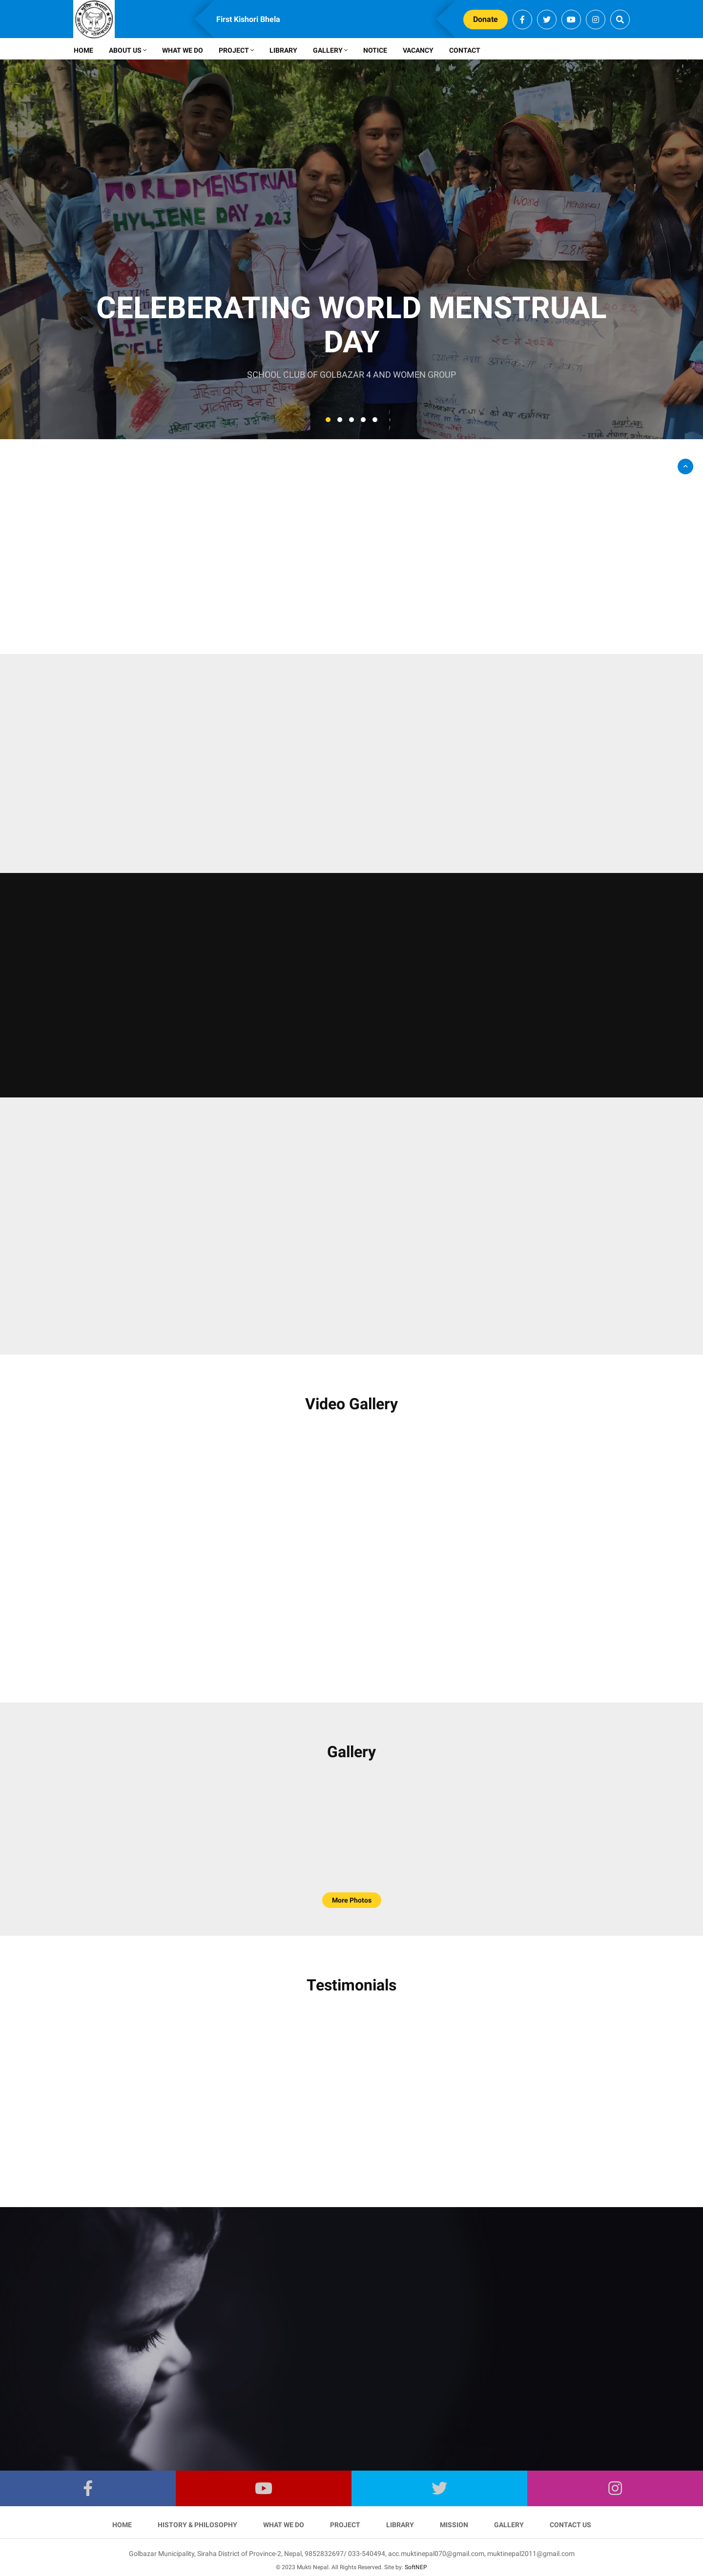 First Kishori Bhela
Donate
HOME ABOUT US WHAT WE DO PROJECT LIBRARY GALLERY NOTICE VACANCY CONTACT
WORLD MENSTRUAL
HYGIENE DAY 2023
CELEBERATING WORLD MENSTRUAL
DAY
SCHOOL CLUB OF GOLBAZAR 4 AND WOMEN GROUP
Video Gallery
Gallery
More Photos
Testimonials
HOME HISTORY & PHILOSOPHY WHAT WE DO PROJECT LIBRARY MISSION GALLERY CONTACT US
Golbazar Municipality, Siraha District of Province-2, Nepal, 9852832697/ 033-540494, acc.muktinepal070@gmail.com, muktinepal2011@gmail.com
© 2023 Mukti Nepal. All Rights Reserved. Site by: SoftNEP